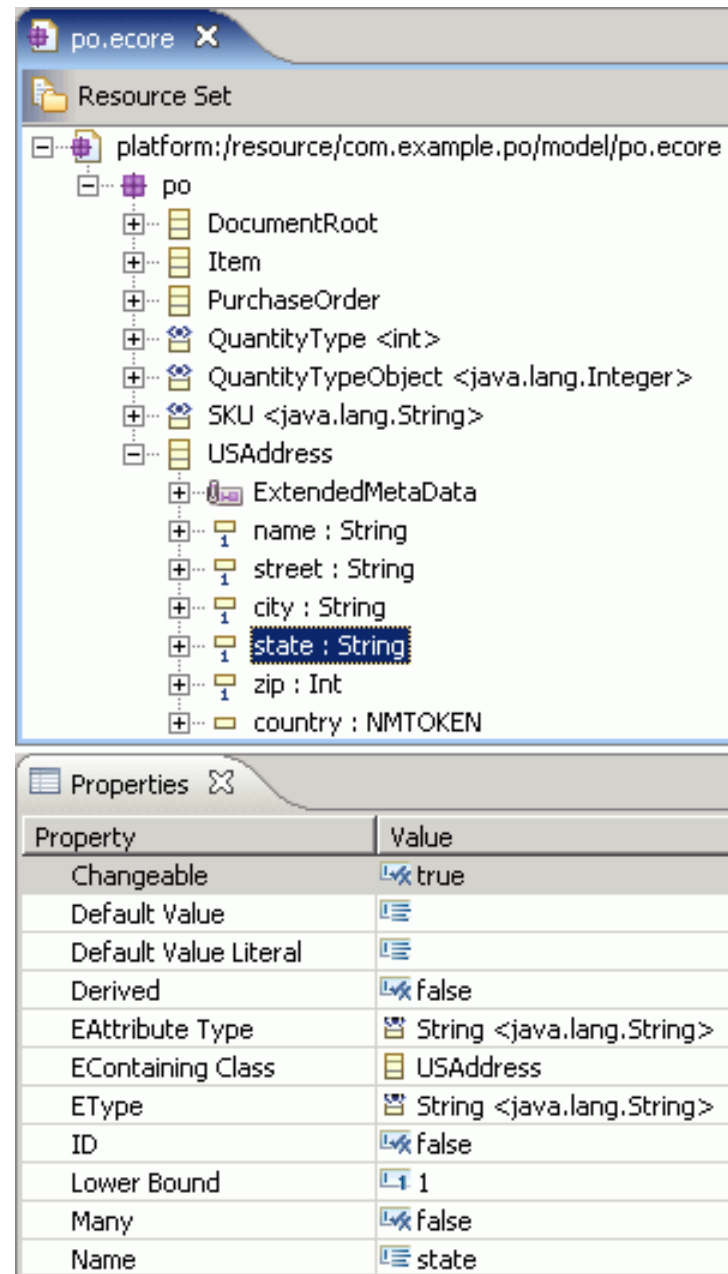 po.ecore
Resource Set
platform:/resource/com.example.po/model/po.ecore
po
DocumentRoot
Item
PurchaseOrder
QuantityType <int>
QuantityTypeObject <java.lang.Integer>
SKU <java.lang.String>
USAddress
ExtendedMetaData
name : String
street : String
city : String
state : String
zip : Int
country : NMTOKEN
Properties
Property Value
Changeable true
Default Value
Default Value Literal
Derived false
EAttribute Type String <java.lang.String>
EContaining Class USAddress
EType String <java.lang.String>
ID false
Lower Bound 1
Many false
Name state